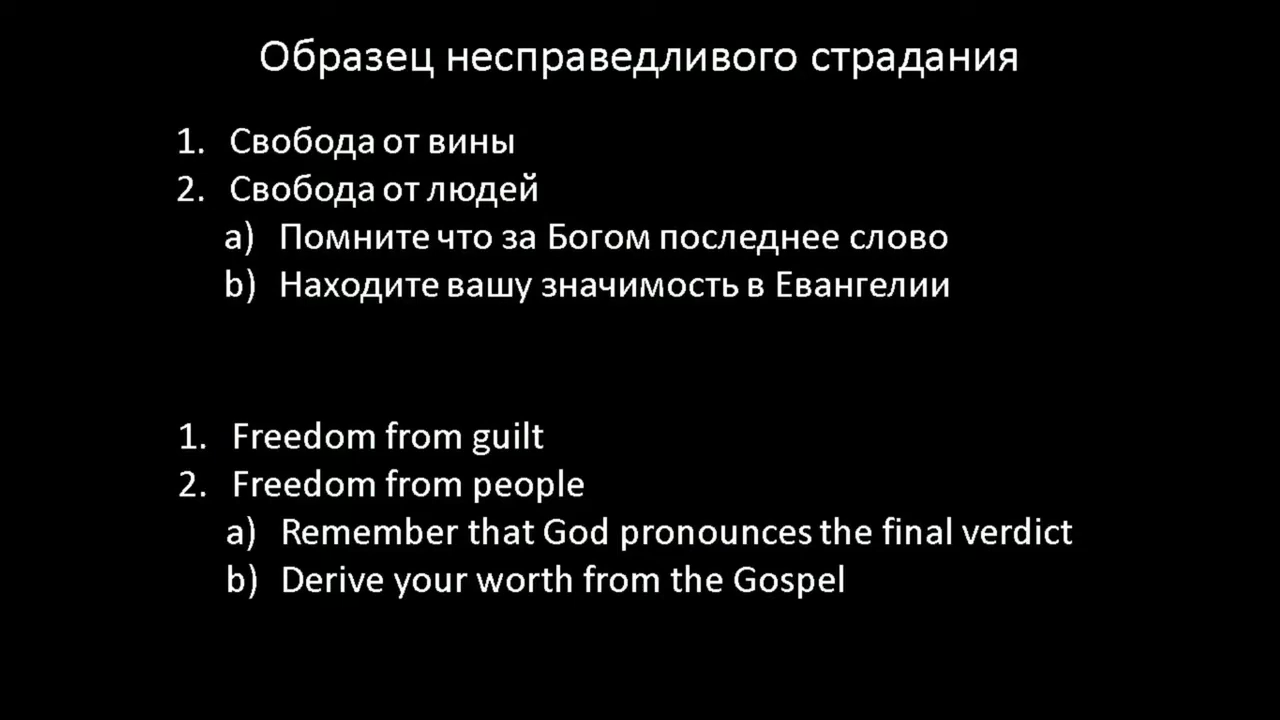 Образец несправедливого страдания
1. Свобода от вины
2. Свобода от людей
a) Помните что за Богом последнее слово
b) Находите вашу значимость в Евангелии
1. Freedom from guilt
2. Freedom from people
a) Remember that God pronounces the final verdict
b) Derive your worth from the Gospel